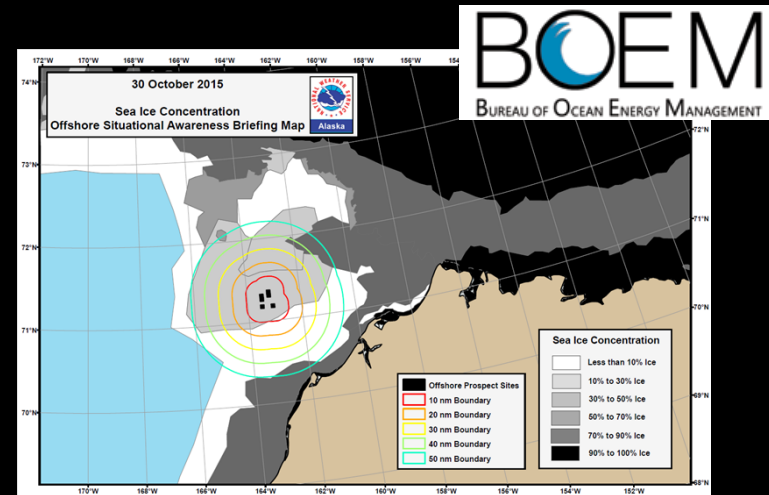 BOEM
BUREAU OF OCEAN ENERGY MANAGEMENT
172°W 170°W 168°W 166°W 164°W 162°W 160°W 158°W 156°W
30 October 2015
Sea Ice Concentration
Offshore Situational Awareness Briefing Map
NATIONAL WEATHER SERVICE
Alaska
74°N
73°N
72°N
71°N
70°N
72°N
71°N
70°N
69°N
68°N
Offshore Prospect Sites
10 nm Boundary
20 nm Boundary
30 nm Boundary
40 nm Boundary
50 nm Boundary
Sea Ice Concentration
Less than 10% Ice
10% to 30% Ice
30% to 50% Ice
50% to 70% Ice
70% to 90% Ice
90% to 100% Ice
170°W 168°W 166°W 164°W 162°W 160°W 158°W 156°W 154°W 152°W